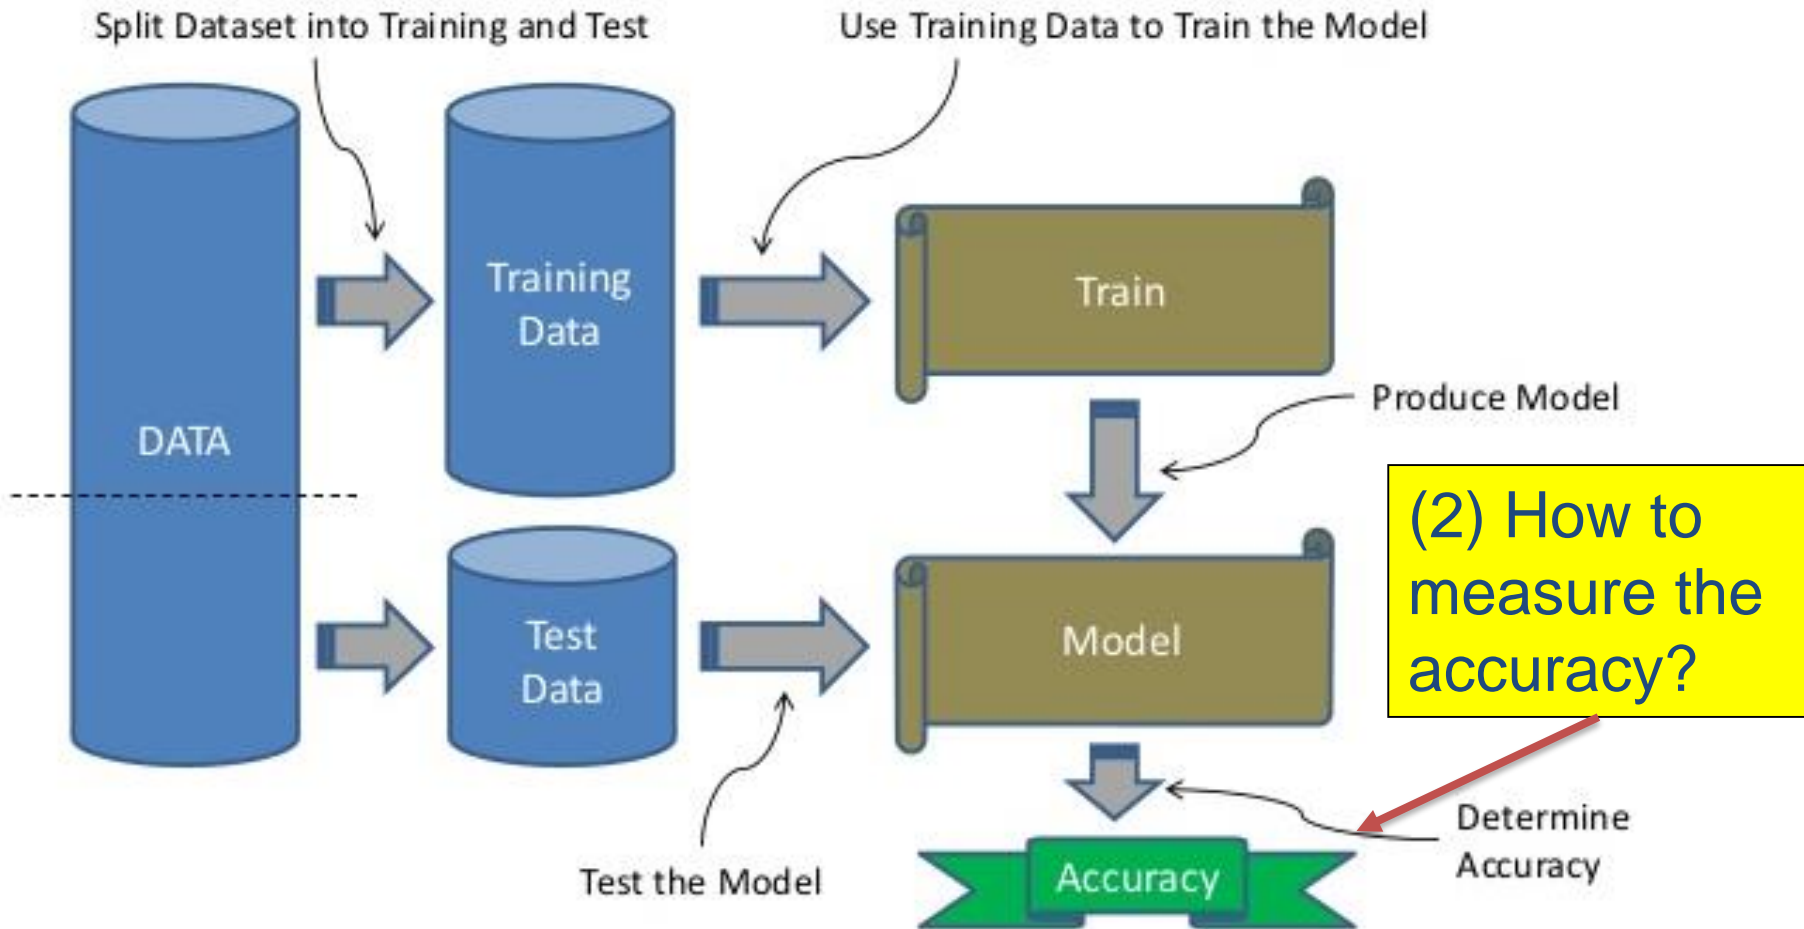 Split Dataset into Training and Test
Use Training Data to Train the Model
DATA
Training
Data
Train
Produce Model
(2) How to
measure the
accuracy?
Test
Data
Model
Test the Model
Determine
Accuracy
Accuracy